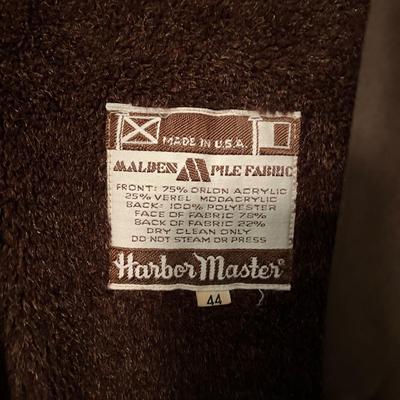 MADE IN U.S.A.
MALDEN M PILE FABRIC
FRONT: 75% ORLON ACRYLIC
25% VEREL MODACRYLIC
BACK: 100% POLYESTER
FACE OF FABRIC 78%
BACK OF FABRIC 22%
DRY CLEAN ONLY
DO NOT STEAM OR PRESS
Harbor Master®
44